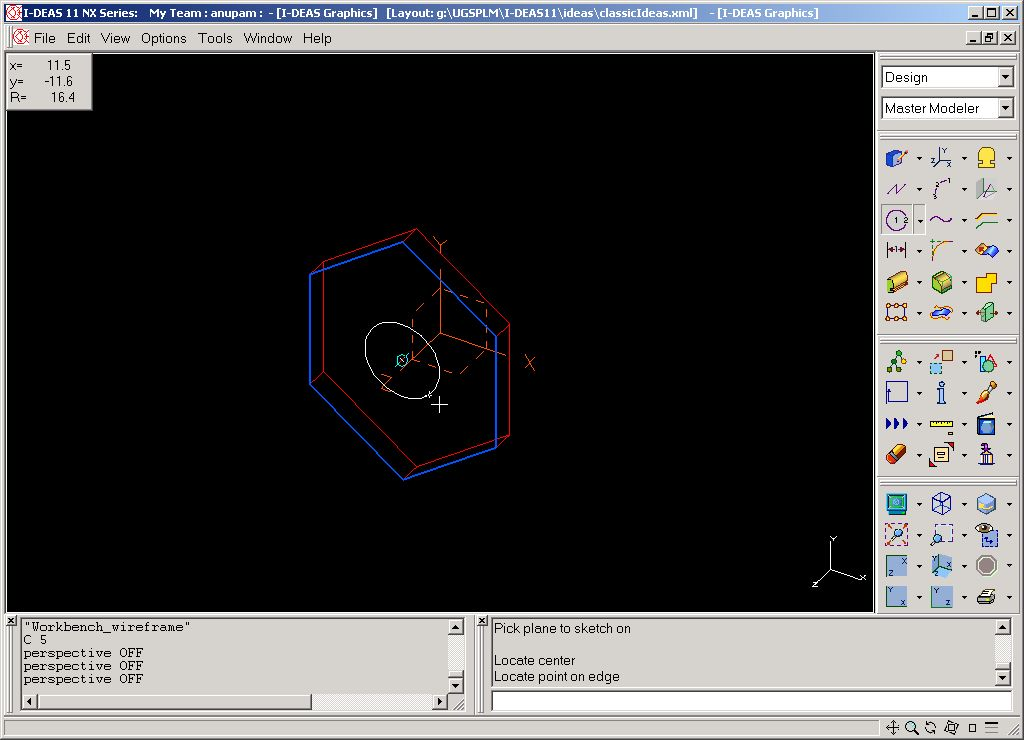 I-DEAS 11 NX Series:   My Team : anupam :  - [I-DEAS Graphics]  [Layout: g:\UGSPLM\I-DEAS11\ideas\classicIdeas.xml]   - [I-DEAS Graphics]
File Edit View Options Tools Window Help
x= 11.5
y= -11.6
R= 16.4
Design
Master Modeler
Y
X
Z
Y
X
Z
"Workbench_wireframe"
C 5
perspective OFF
perspective OFF
perspective OFF
Pick plane to sketch on
Locate center
Locate point on edge